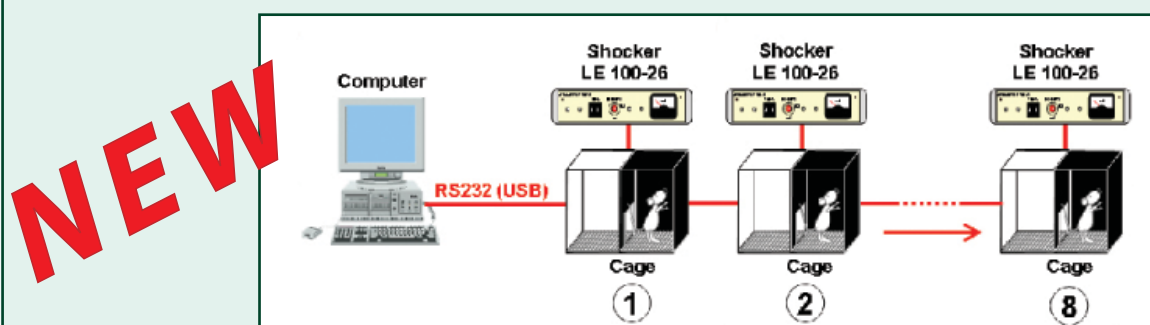 NEW
Computer
RS232 (USB)
Shocker
LE 100-26
Cage
1
Shocker
LE 100-26
Cage
2
Shocker
LE 100-26
Cage
8